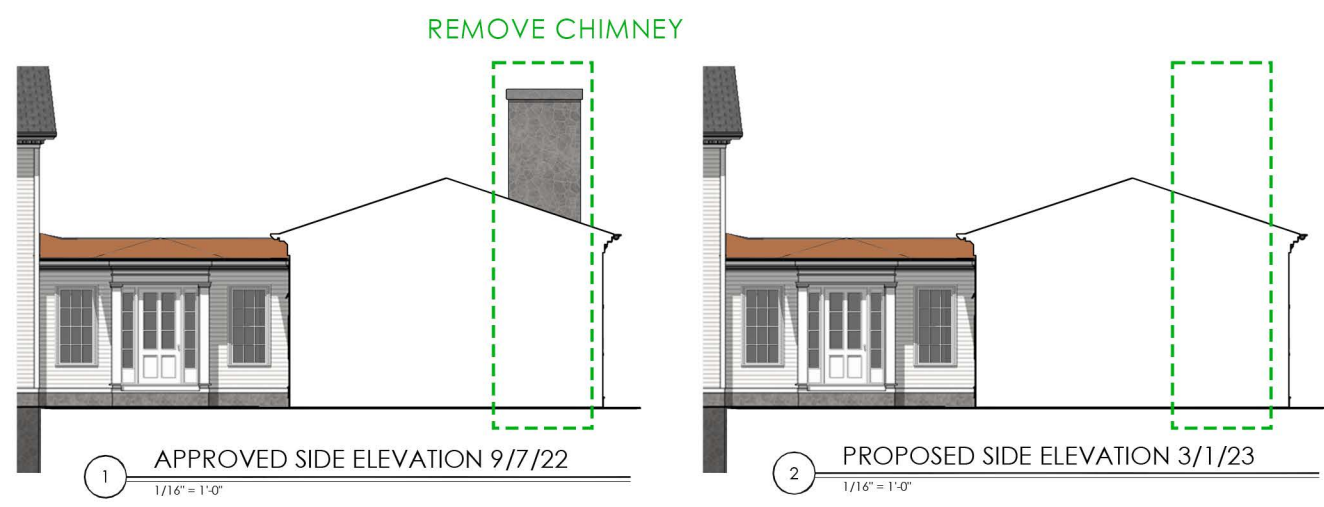 REMOVE CHIMNEY
1
APPROVED SIDE ELEVATION 9/7/22
1/16" = 1'-0"
2
PROPOSED SIDE ELEVATION 3/1/23
1/16" = 1'-0"